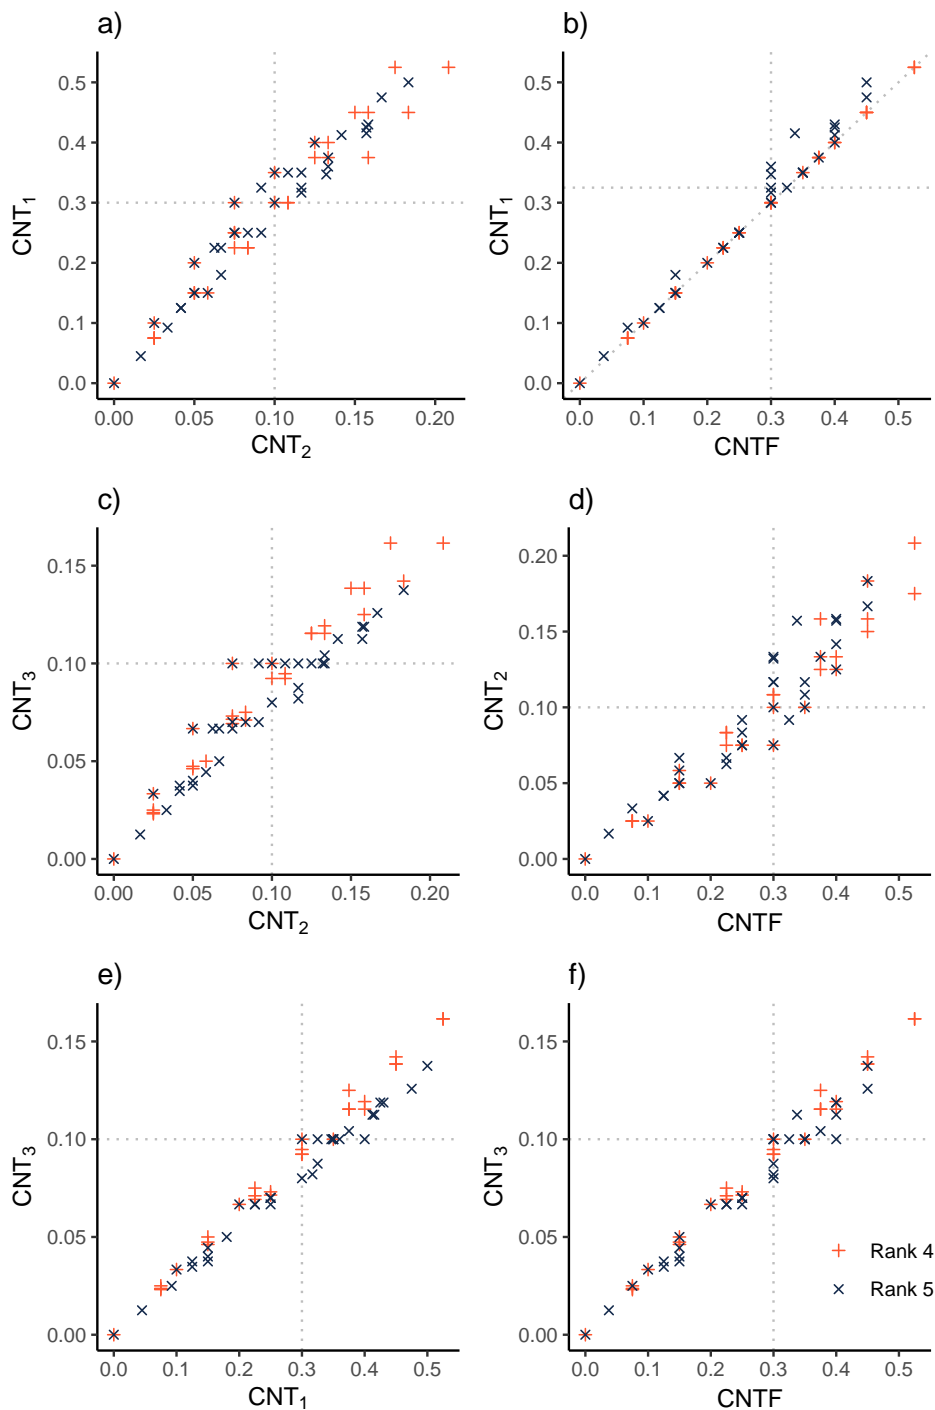 a)
CNT₁
0.5
0.4
0.3
0.2
0.1
0.0
0.00 0.05 0.10 0.15 0.20
CNT₂
b)
CNT₁
0.5
0.4
0.3
0.2
0.1
0.0
0.0 0.1 0.2 0.3 0.4 0.5
CNTF
c)
CNT₃
0.15
0.10
0.05
0.00
0.00 0.05 0.10 0.15 0.20
CNT₂
d)
CNT₂
0.20
0.15
0.10
0.05
0.00
0.0 0.1 0.2 0.3 0.4 0.5
CNTF
e)
CNT₃
0.15
0.10
0.05
0.00
0.0 0.1 0.2 0.3 0.4 0.5
CNT₁
f)
CNT₃
0.15
0.10
0.05
0.00
0.0 0.1 0.2 0.3 0.4 0.5
CNTF
Rank 4
Rank 5